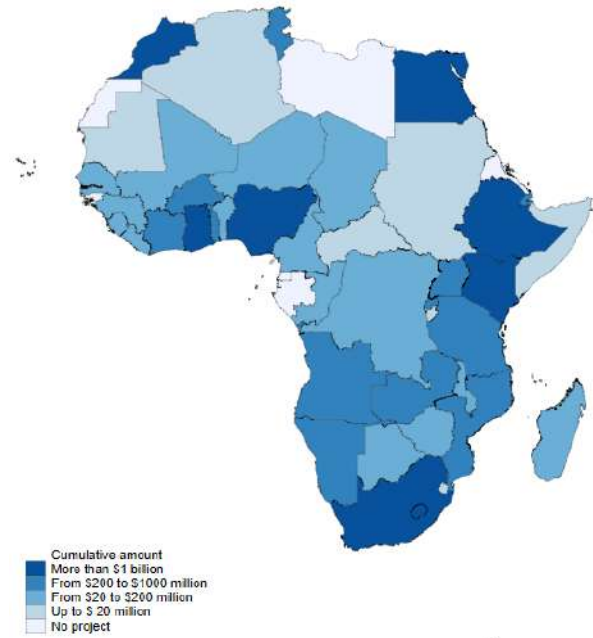 Cumulative amount
More than $1 billion
From $200 to $1000 million
From $20 to $200 million
Up to $ 20 million
No project